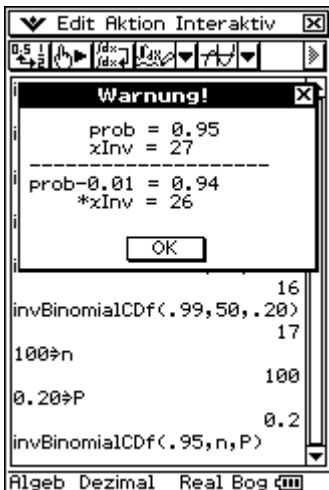 Edit Aktion Interaktiv
Warnung!
prob = 0.95
xInv = 27
prob-0.01 = 0.94
*xInv = 26
OK
16
invBinomialCDf(.99,50,.20)
17
100⇒n
100
0.20⇒P
0.2
invBinomialCDf(.95,n,P)
Algeb Dezimal Real Bog